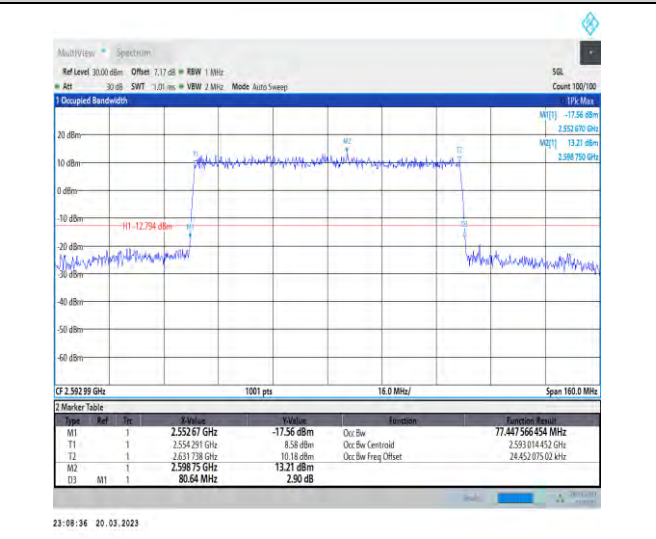 MultiView Spectrum
Ref Level 30.00 dBm Offset 7.17 dB RBW 1 MHz SGL
Att 30 dB SWT 1.01 ms VBW 2 MHz Mode Auto Sweep Count 100/100
1 Occupied Bandwidth 1Pk Max
M1[1] -17.56 dBm
2.552 670 GHz
M2[1] 13.21 dBm
2.598 750 GHz
20 dBm
M2
T1
T2
10 dBm
0 dBm
-10 dBm
H1 -12.794 dBm
M1
D3
-20 dBm
-30 dBm
-40 dBm
-50 dBm
-60 dBm
CF 2.592 99 GHz 1001 pts 16.0 MHz/ Span 160.0 MHz
2 Marker Table
Type Ref Trc X-Value Y-Value Function Function Result
M1 1 2.552 67 GHz -17.56 dBm Occ Bw 77.447 566 454 MHz
T1 1 2.554 291 GHz 8.58 dBm Occ Bw Centroid 2.593 014 452 GHz
T2 1 2.631 738 GHz 10.18 dBm Occ Bw Freq Offset 24.452 075 02 kHz
M2 1 2.598 75 GHz 13.21 dBm
D3 M1 1 80.64 MHz 2.90 dB
23:08:36 20.03.2023